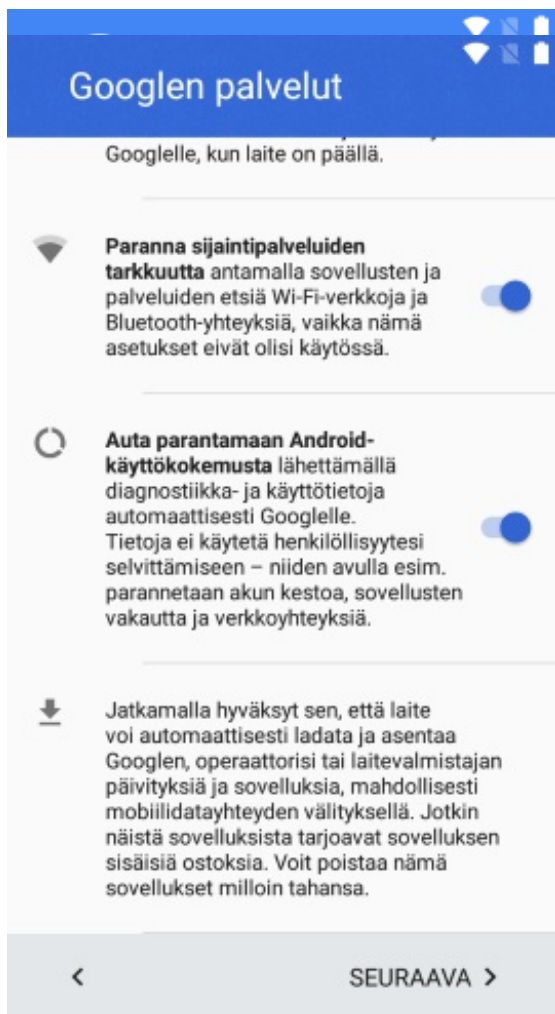 Googlen palvelut
Googlelle, kun laite on päällä.
Paranna sijaintipalveluiden
tarkkuutta antamalla sovellusten ja
palveluiden etsiä Wi-Fi-verkkoja ja
Bluetooth-yhteyksiä, vaikka nämä
asetukset eivät olisi käytössä.
Auta parantamaan Android-
käyttökokemusta lähettämällä
diagnostiikka- ja käyttötietoja
automaattisesti Googlelle.
Tietoja ei käytetä henkilöllisyytesi
selvittämiseen – niiden avulla esim.
parannetaan akun kestoa, sovellusten
vakautta ja verkkoyhteyksiä.
Jatkamalla hyväksyt sen, että laite
voi automaattisesti ladata ja asentaa
Googlen, operaattorisi tai laitevalmistajan
päivityksiä ja sovelluksia, mahdollisesti
mobiilidatayhteyden välityksellä. Jotkin
näistä sovelluksista tarjoavat sovelluksen
sisäisiä ostoksia. Voit poistaa nämä
sovellukset milloin tahansa.
SEURAAVA